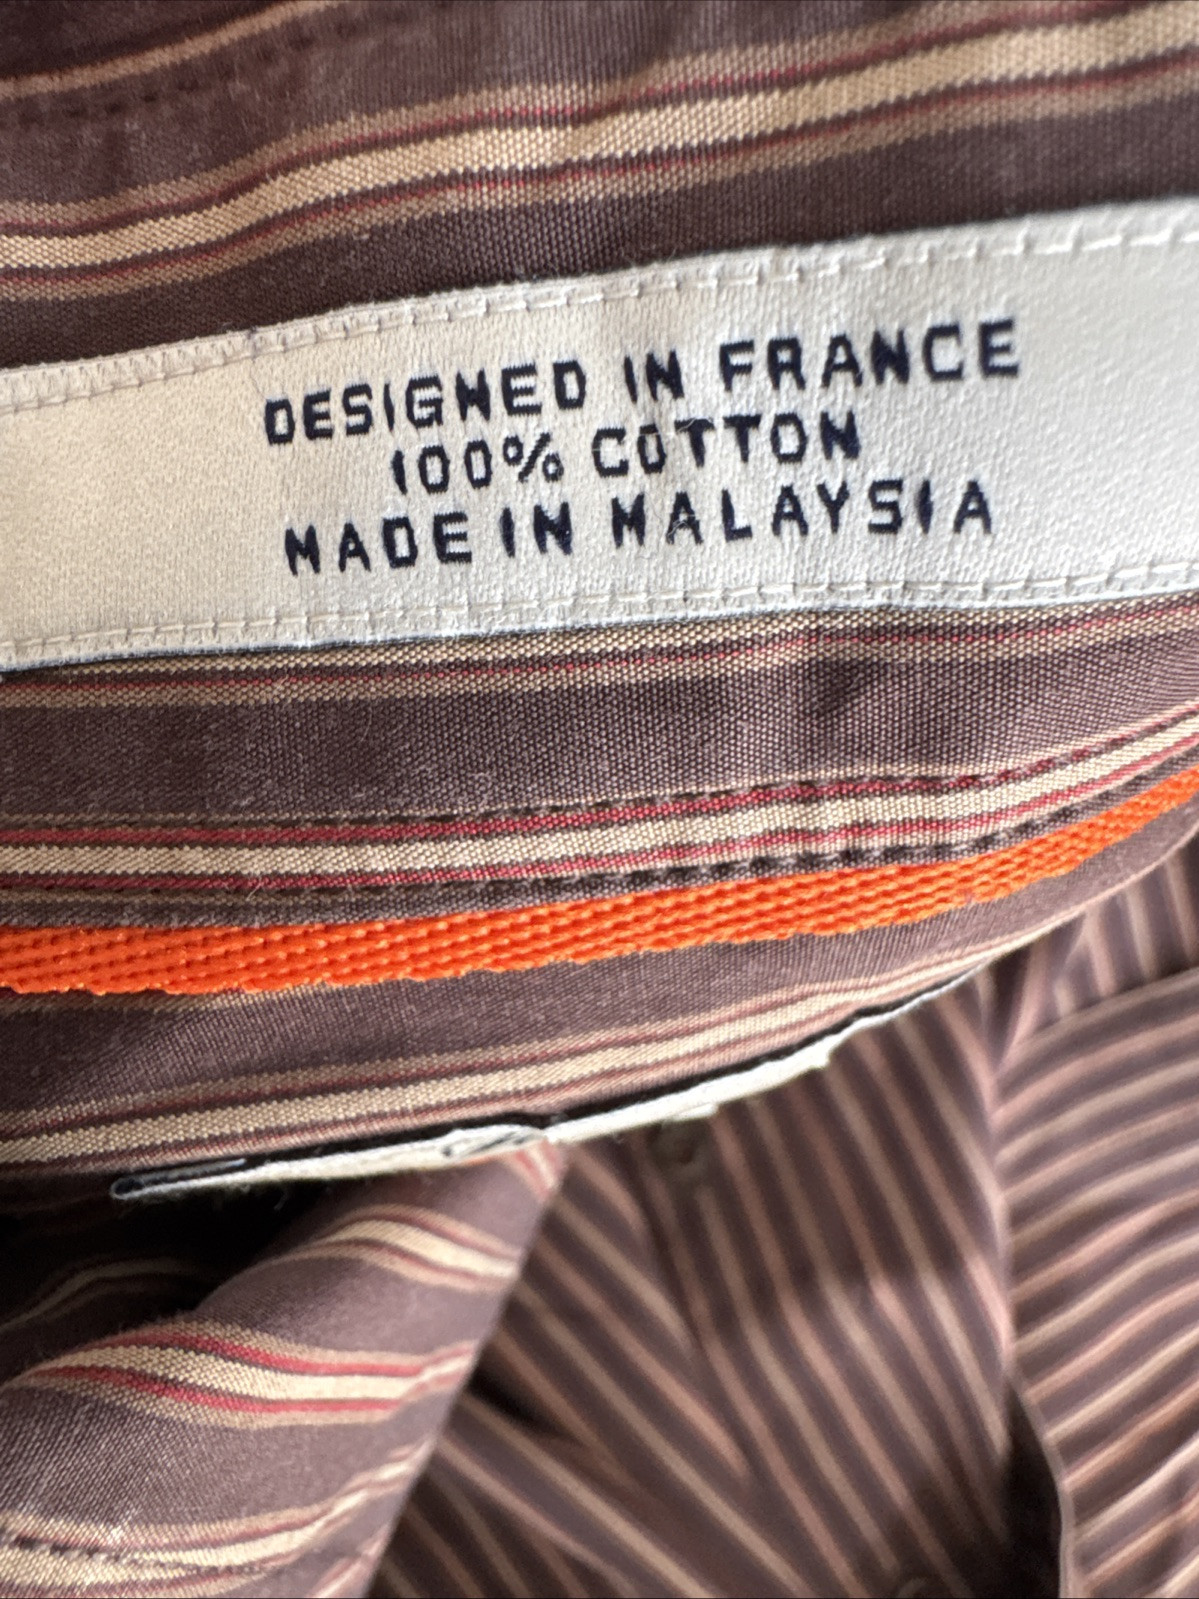 DESIGNED IN FRANCE
100% COTTON
MADE IN MALAYSIA